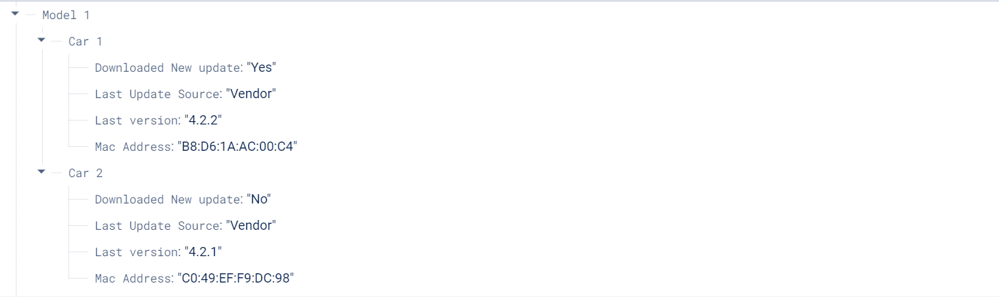 Model 1
Car 1
Downloaded New update: "Yes"
Last Update Source: "Vendor"
Last version: "4.2.2"
Mac Address: "B8:D6:1A:AC:00:C4"
Car 2
Downloaded New update: "No"
Last Update Source: "Vendor"
Last version: "4.2.1"
Mac Address: "C0:49:EF:F9:DC:98"